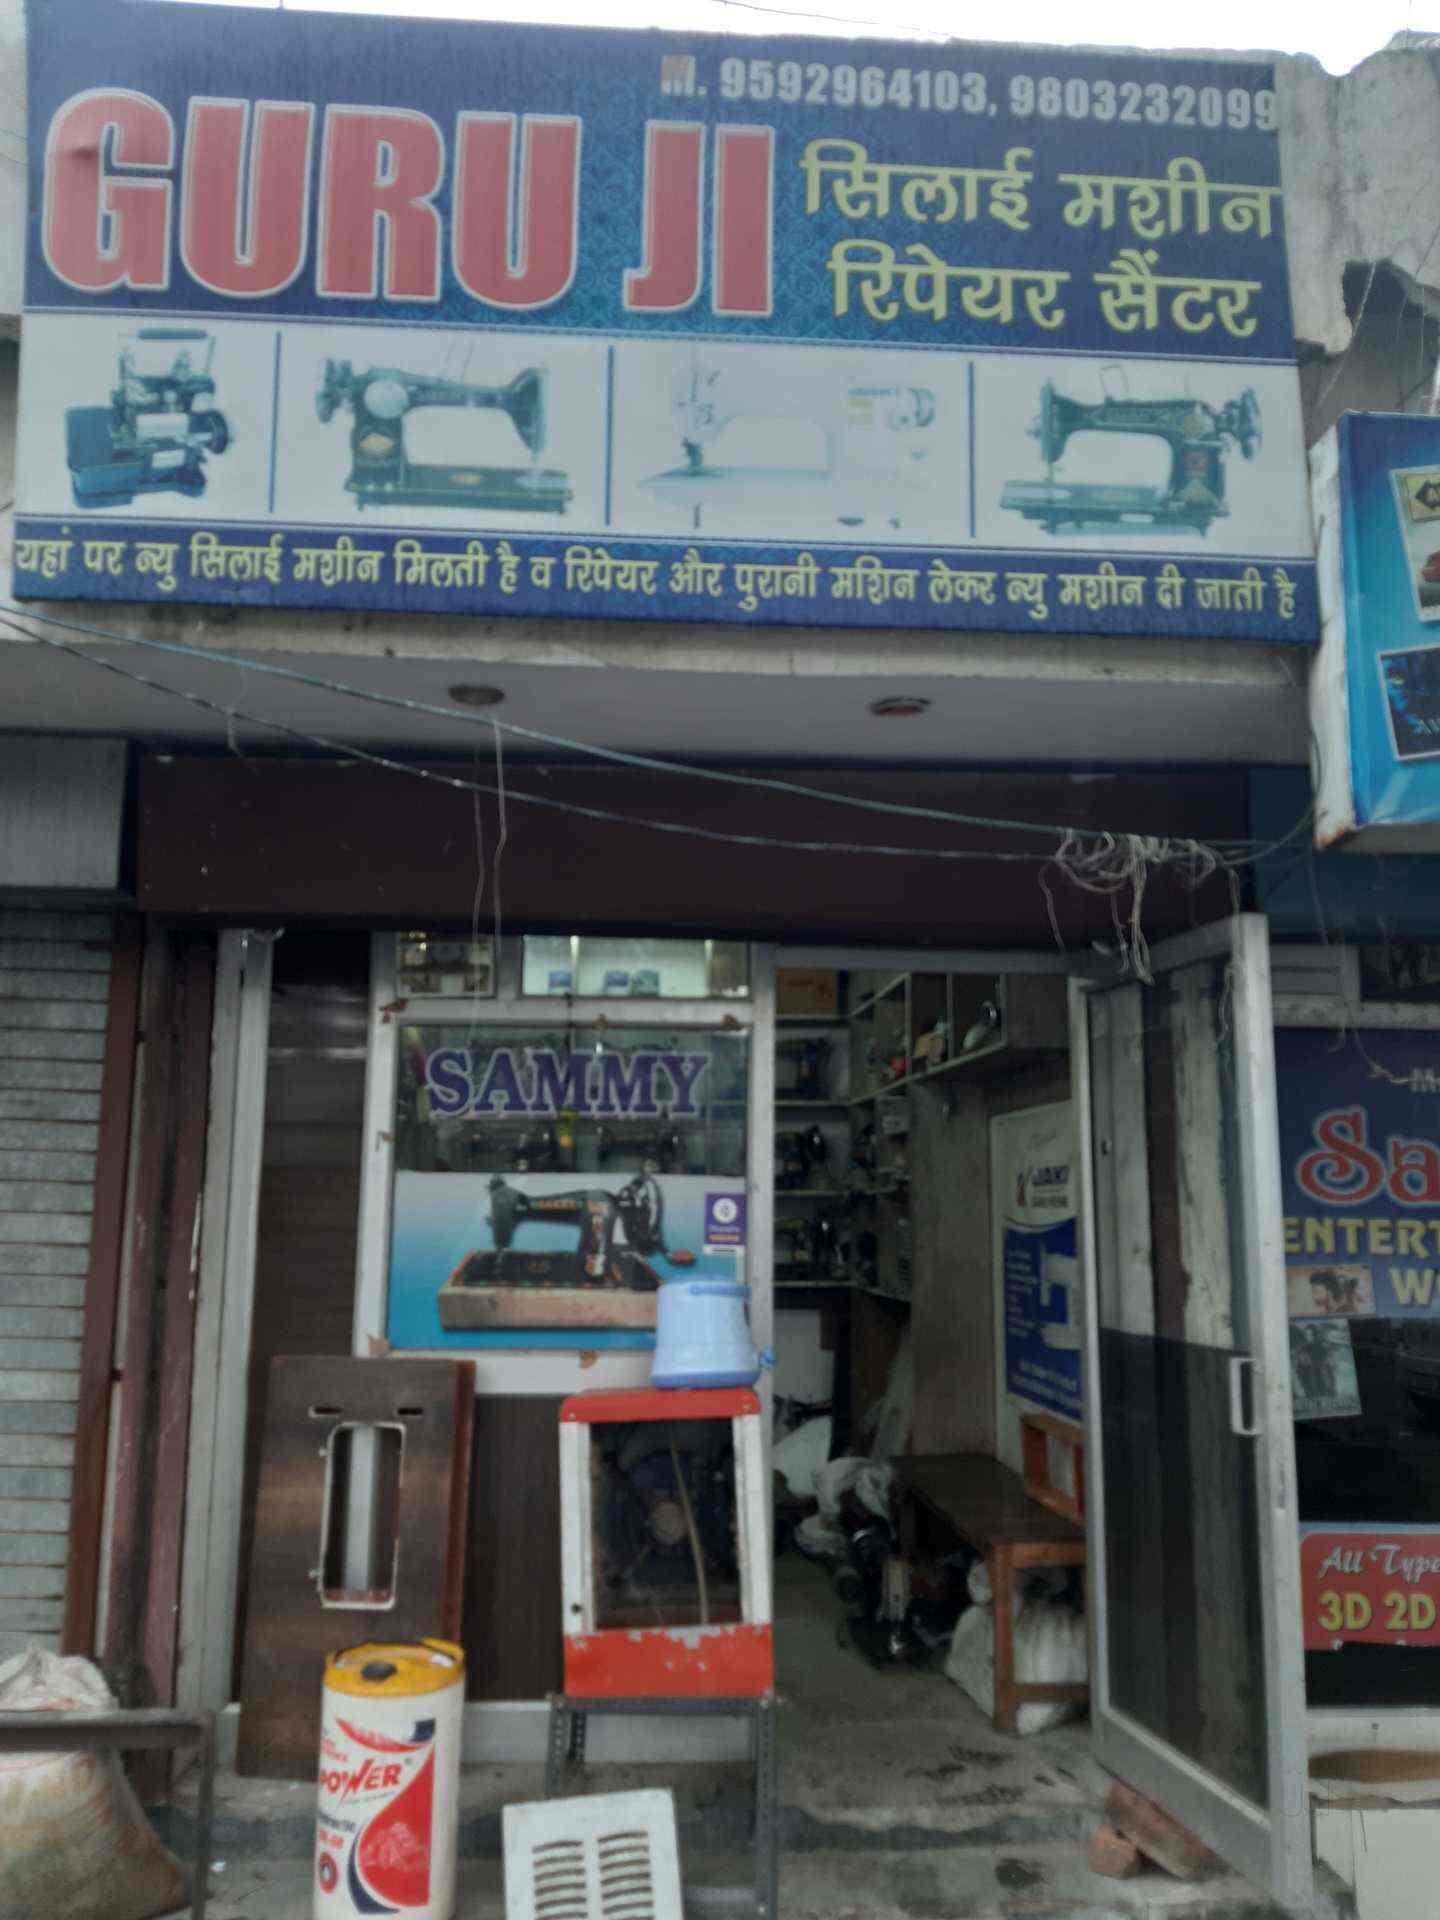 M. 9592964103, 9803232099
GURU JI
सिलाई मशीन
रिपेयर सैंटर
यहां पर न्यु सिलाई मशीन मिलती है व रिपेयर और पुरानी मशिन लेकर न्यु मशीन दी जाती है
SAMMY
POWER
All Type
3D 2D